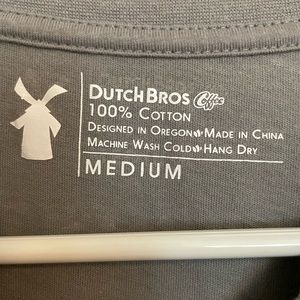 DUTCH BROS Coffee
100% COTTON
DESIGNED IN OREGON MADE IN CHINA
MACHINE WASH COLD HANG DRY
MEDIUM